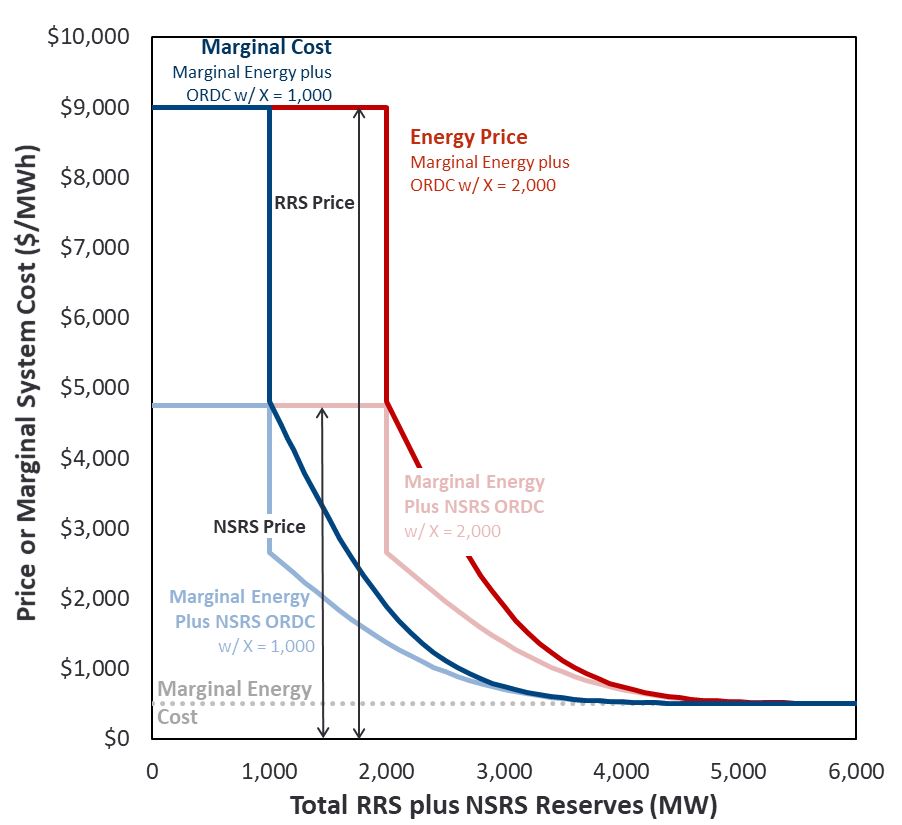 $10,000
$9,000
$8,000
$7,000
$6,000
$5,000
$4,000
$3,000
$2,000
$1,000
$0
Price or Marginal System Cost ($/MWh)
Marginal Cost
Marginal Energy plus
ORDC w/ X = 1,000
Energy Price
Marginal Energy plus
ORDC w/ X = 2,000
RRS Price
Marginal Energy
Plus NSRS ORDC
w/ X = 2,000
NSRS Price
Marginal Energy
Plus NSRS ORDC
w/ X = 1,000
Marginal Energy
Cost
0
1,000
2,000
3,000
4,000
5,000
6,000
Total RRS plus NSRS Reserves (MW)